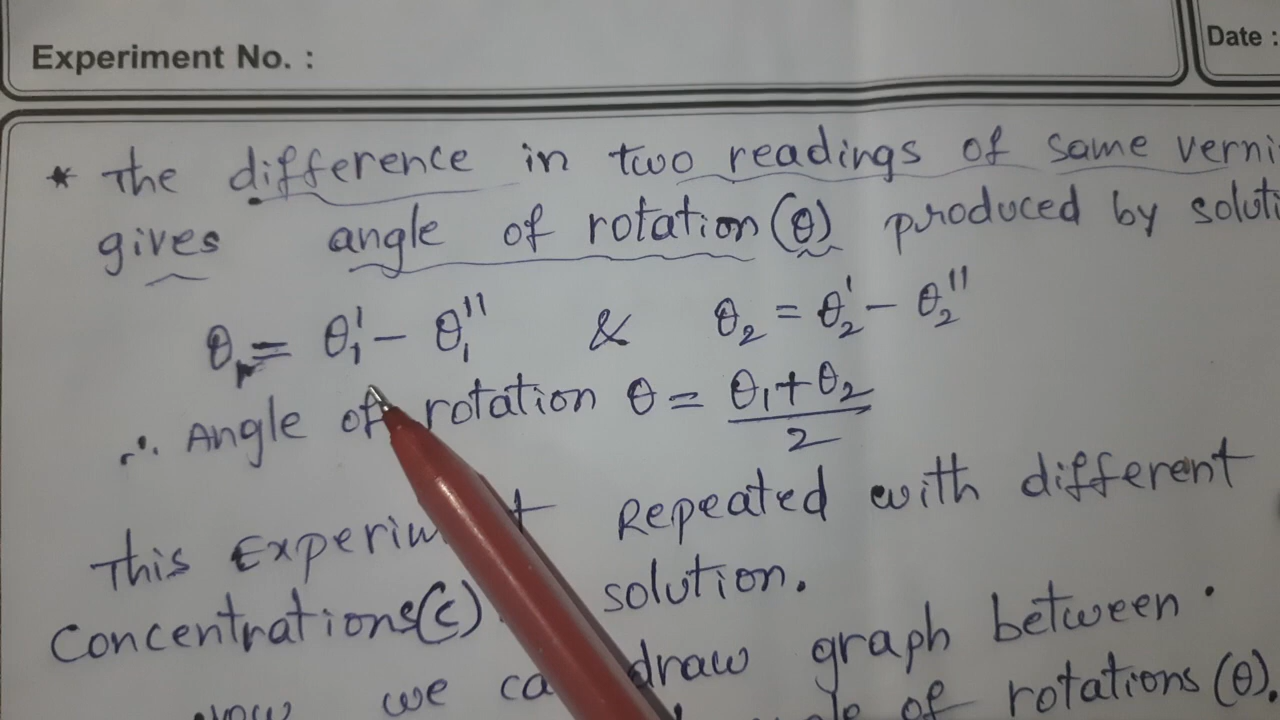 Experiment No. :
Date :
* The difference in two readings of same verni
gives angle of rotation (θ) produced by soluti
θ₁ = θ₁' - θ₁'' & θ₂ = θ₂' - θ₂''
∴ Angle of rotation θ = (θ₁+θ₂)/2
This Repeated with different
Concentrations(c) solution.
Now we draw graph between
of rotations (θ).